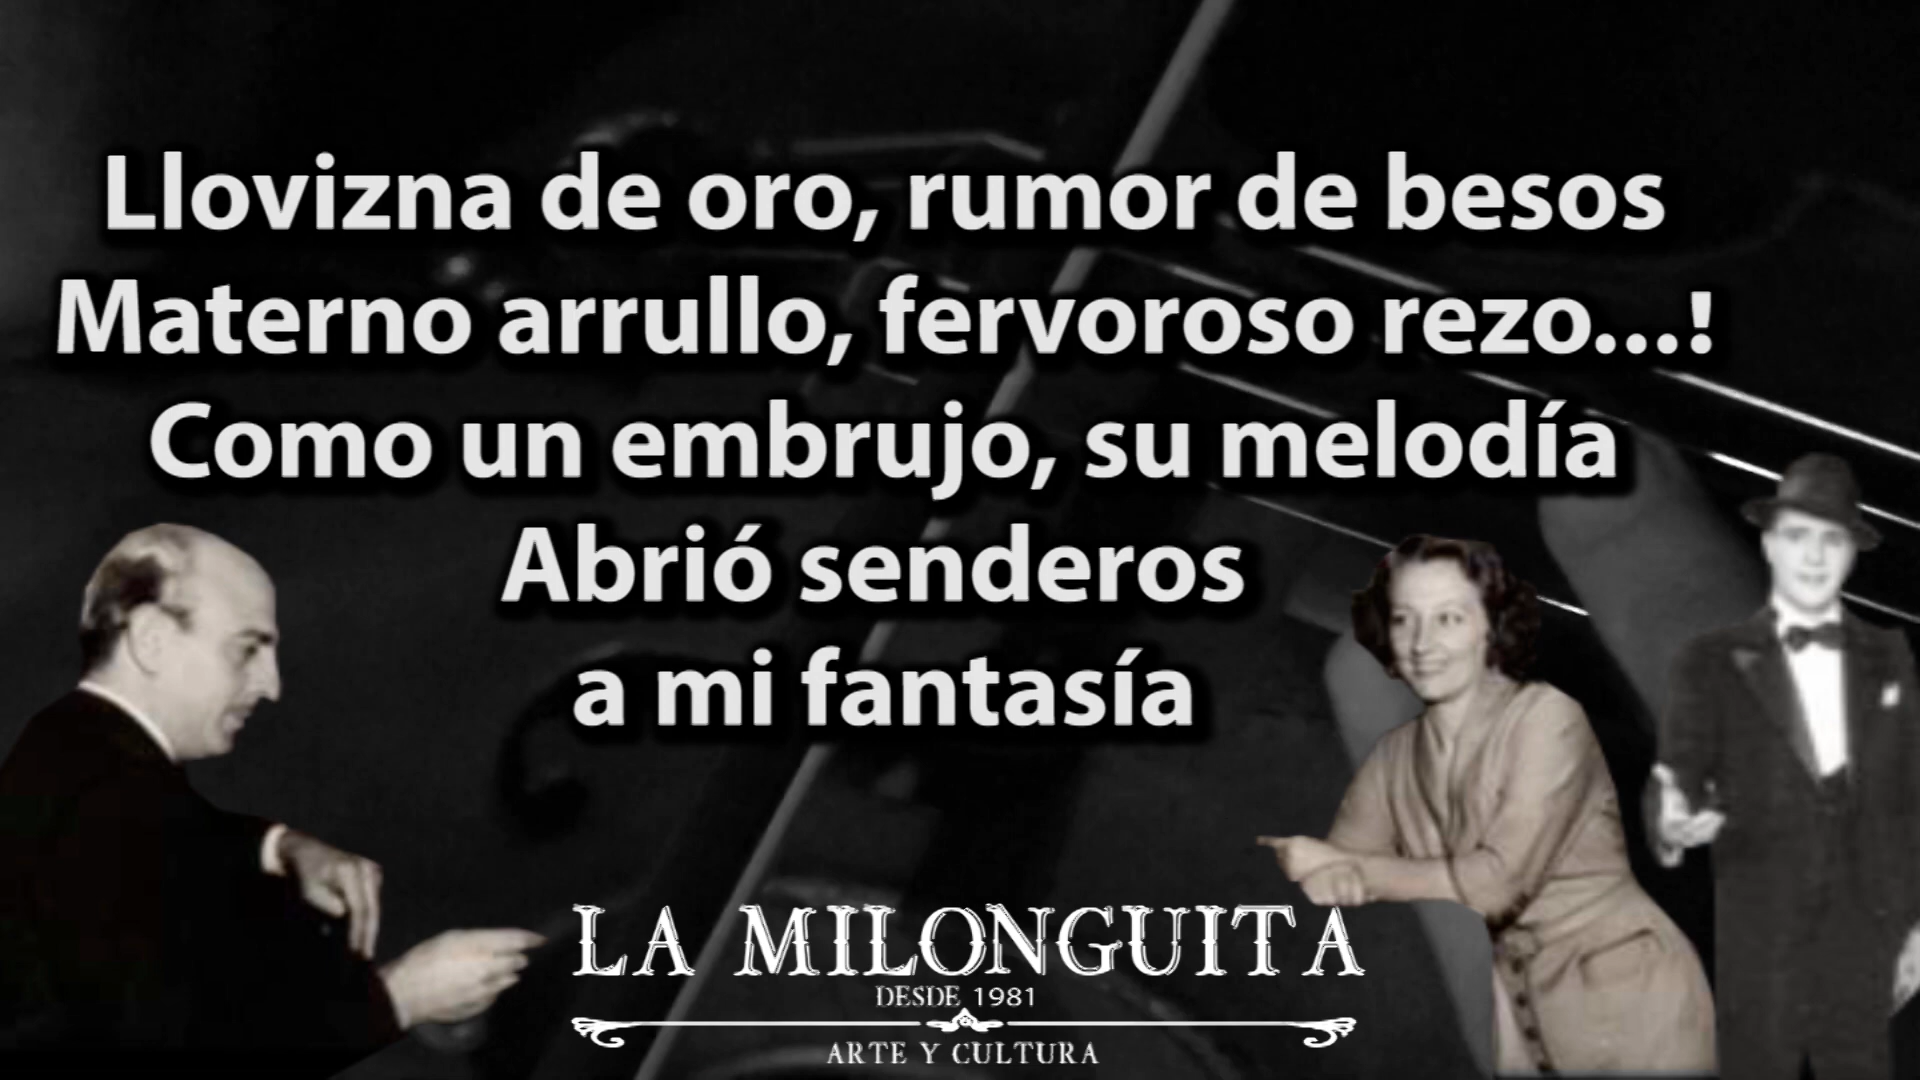 Llovizna de oro, rumor de besos
Materno arrullo, fervoroso rezo...!
Como un embrujo, su melodía
Abrió senderos
a mi fantasía
LA MILONGUITA
DESDE 1981
ARTE Y CULTURA